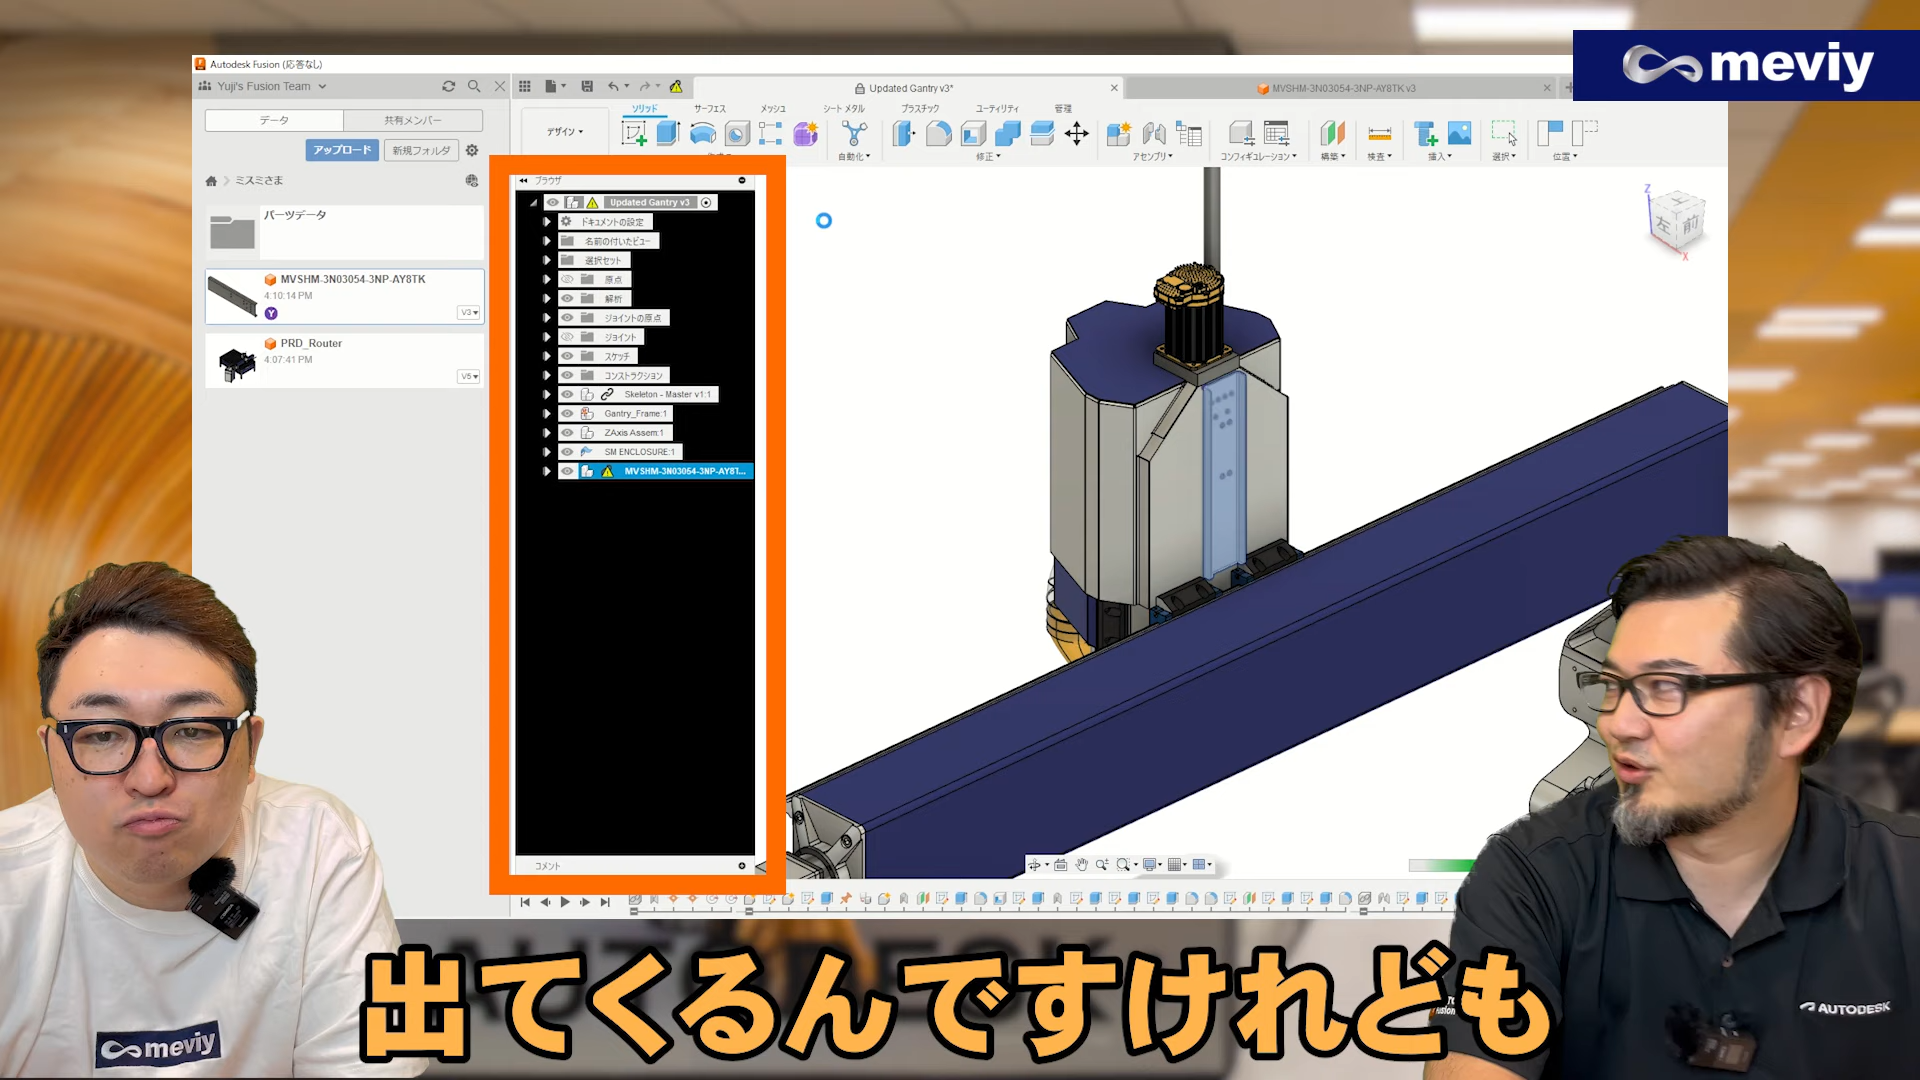 meviy
Autodesk Fusion (応答なし)
Yuji's Fusion Team
Updated Gantry v3*
MVSHM-3N03054-3NP-AY8TK v3
データ
共有メンバー
アップロード
新規フォルダ
ミスミさま
パーツデータ
MVSHM-3N03054-3NP-AY8TK
4:10:14 PM
Y
V3
PRD_Router
4:07:41 PM
V5
デザイン
ソリッド
サーフェス
メッシュ
シート メタル
プラスチック
ユーティリティ
管理
自動化
修正
アセンブリ
コンフィギュレーション
構築
検査
挿入
選択
位置
ブラウザ
Updated Gantry v3
ドキュメントの設定
名前の付いたビュー
選択セット
原点
解析
ジョイントの原点
ジョイント
スケッチ
コンストラクション
Skeleton - Master v1:1
Gantry_Frame:1
ZAxis Assem:1
SM ENCLOSURE:1
MVSHM-3N03054-3NP-AY8T...
コメント
Z
左
前
X
meviy
AUTODESK
出てくるんですけれども